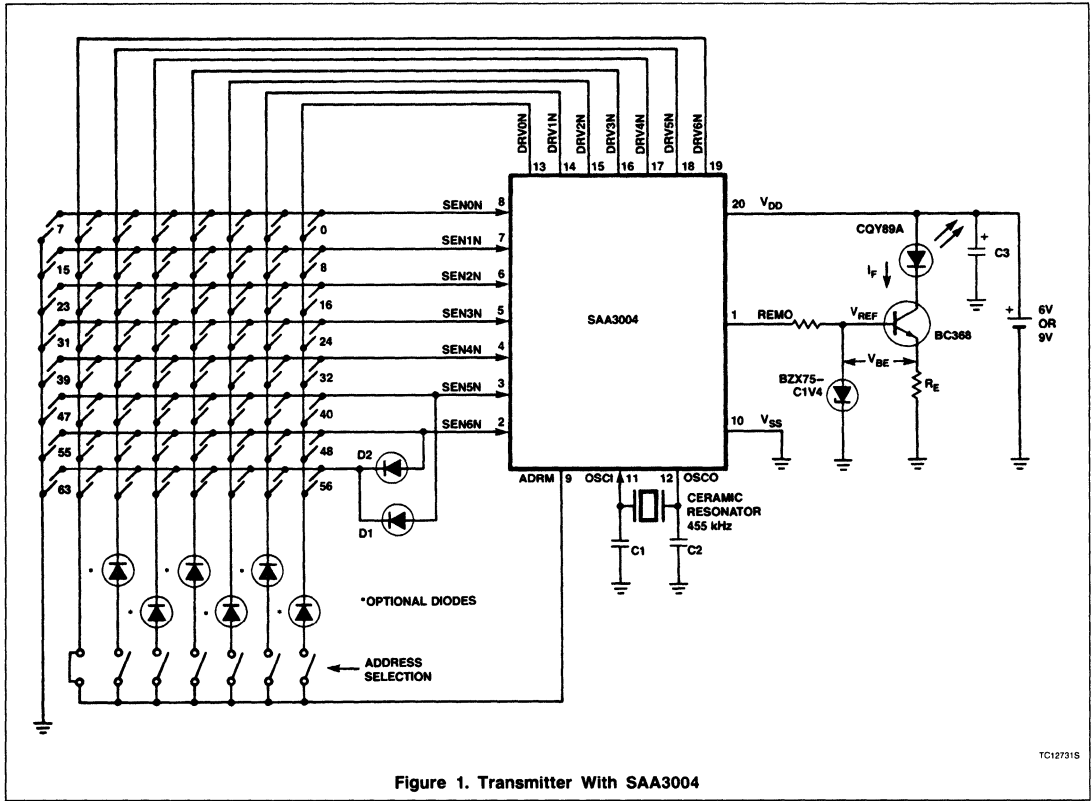 DRV0N
DRV1N
DRV2N
DRV3N
DRV4N
DRV5N
DRV6N
13 14 15 16 17 18 19
SEN0N 8
7 0
SEN1N 7
15 8
SEN2N 6
23 16
SEN3N 5
31 24
SEN4N 4
39 32
SEN5N 3
47 40
SEN6N 2
55 48
63 56
D2
D1
SAA3004
20 VDD
CQY89A
+
C3
IF
1 REMO
VREF
BC368
+
6V
OR
9V
VBE
BZX75–
C1V4
RE
10 VSS
ADRM 9 OSCI 11 12 OSCO
CERAMIC
RESONATOR
455 kHz
C1
C2
* * *
* * *
*OPTIONAL DIODES
ADDRESS
SELECTION
TC12731S
Figure 1. Transmitter With SAA3004